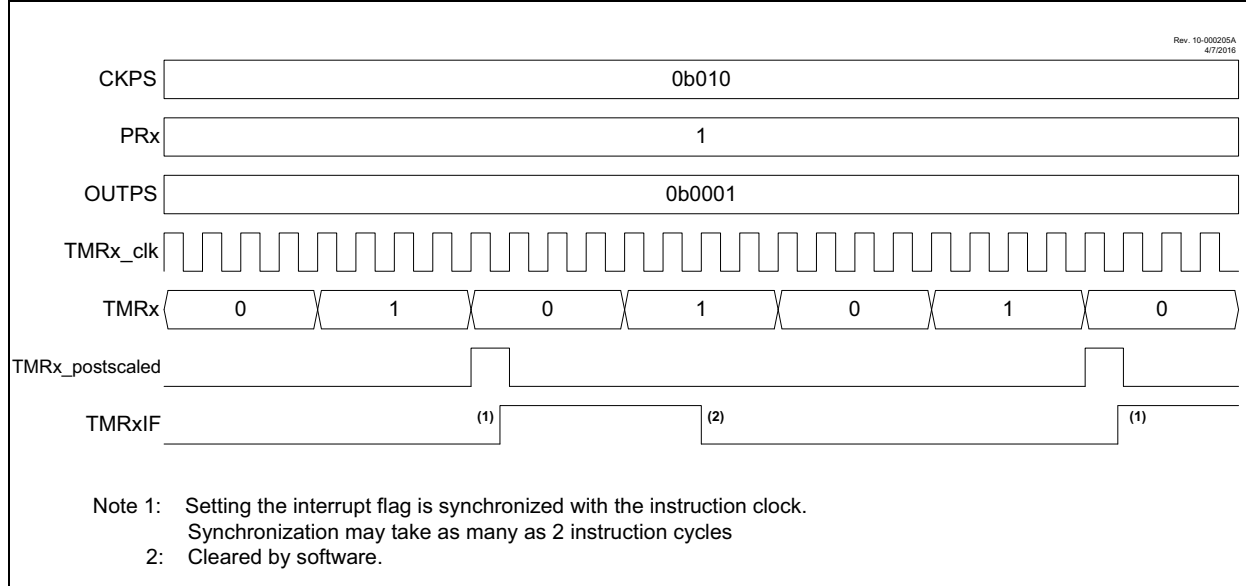 Rev. 10-000205A
4/7/2016
CKPS 0b010
PRx 1
OUTPS 0b0001
TMRx_clk
TMRx 0 1 0 1 0 1 0
TMRx_postscaled
TMRxIF (1) (2) (1)
Note 1: Setting the interrupt flag is synchronized with the instruction clock.
Synchronization may take as many as 2 instruction cycles
2: Cleared by software.